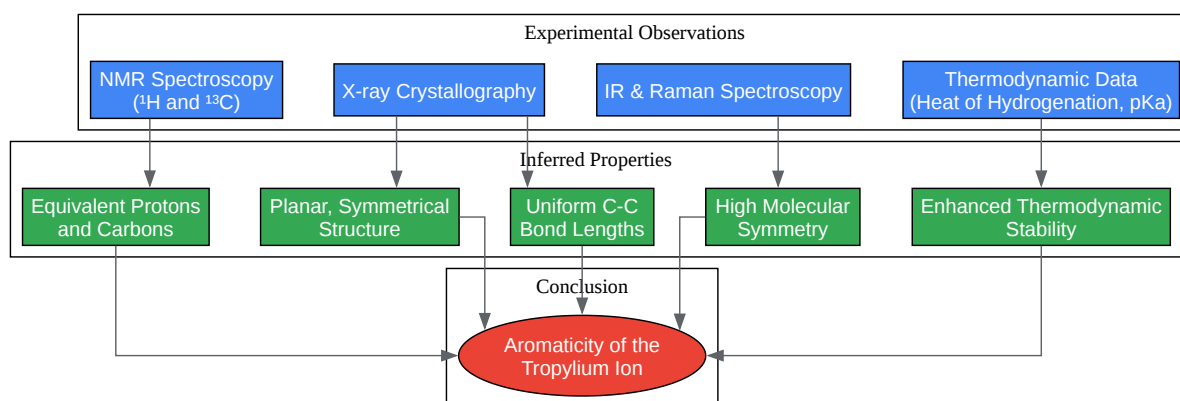 Experimental Observations
NMR Spectroscopy
(¹H and ¹³C)
X-ray Crystallography
IR & Raman Spectroscopy
Thermodynamic Data
(Heat of Hydrogenation, pKa)
Inferred Properties
Equivalent Protons
and Carbons
Planar, Symmetrical
Structure
Uniform C-C
Bond Lengths
High Molecular
Symmetry
Enhanced Thermodynamic
Stability
Conclusion
Aromaticity of the
Tropylium Ion